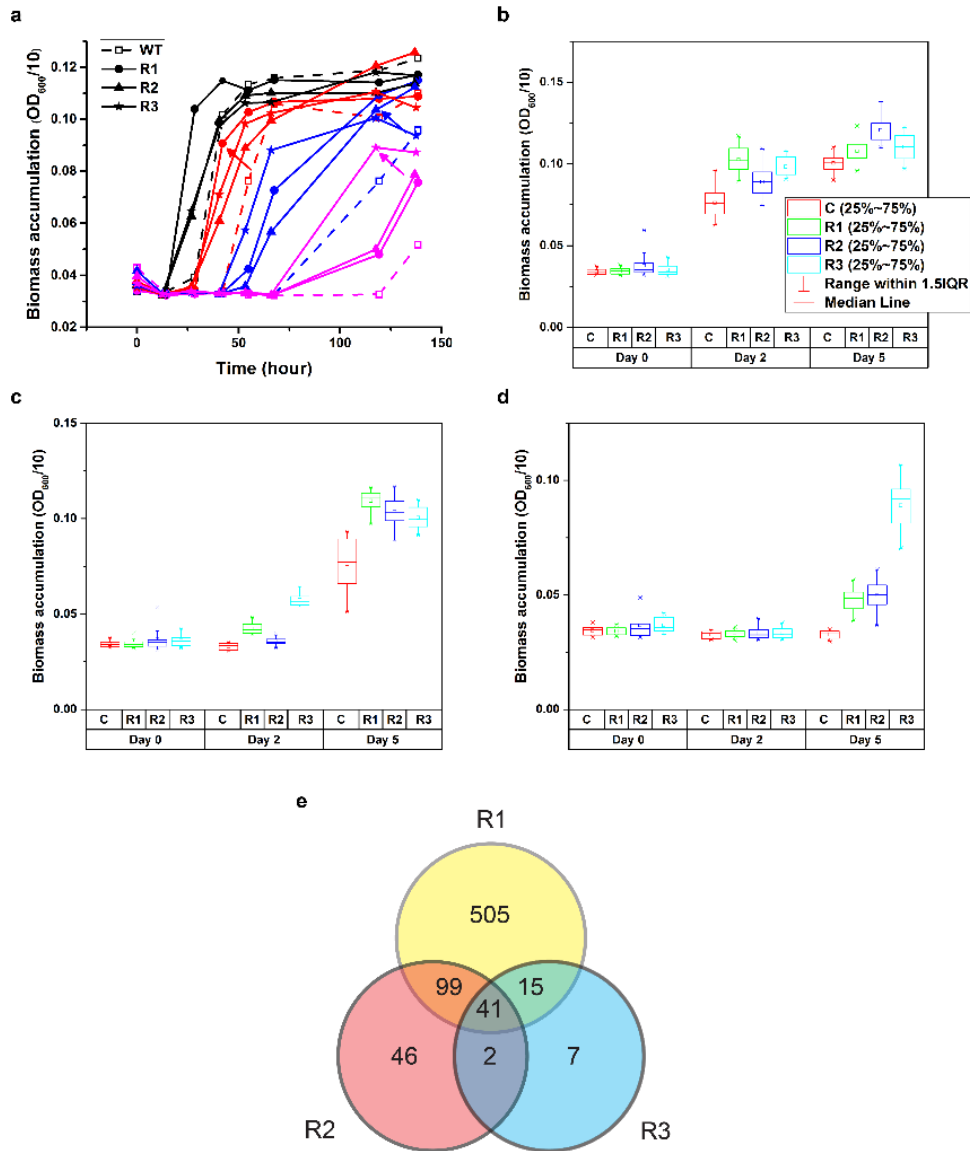 a
WT
R1
R2
R3
Biomass accumulation (OD600/10)
0.12
0.10
0.08
0.06
0.04
0.02
0 50 100 150
Time (hour)
b
Biomass accumulation (OD600/10)
0.15
0.10
0.05
0.00
C (25%~75%)
R1 (25%~75%)
R2 (25%~75%)
R3 (25%~75%)
Range within 1.5IQR
Median Line
C R1 R2 R3 C R1 R2 R3 C R1 R2 R3
Day 0 Day 2 Day 5
c
Biomass accumulation (OD600/10)
0.15
0.10
0.05
0.00
C R1 R2 R3 C R1 R2 R3 C R1 R2 R3
Day 0 Day 2 Day 5
d
Biomass accumulation (OD600/10)
0.10
0.05
0.00
C R1 R2 R3 C R1 R2 R3 C R1 R2 R3
Day 0 Day 2 Day 5
e
R1
505
99 15
41
46 2 7
R2 R3